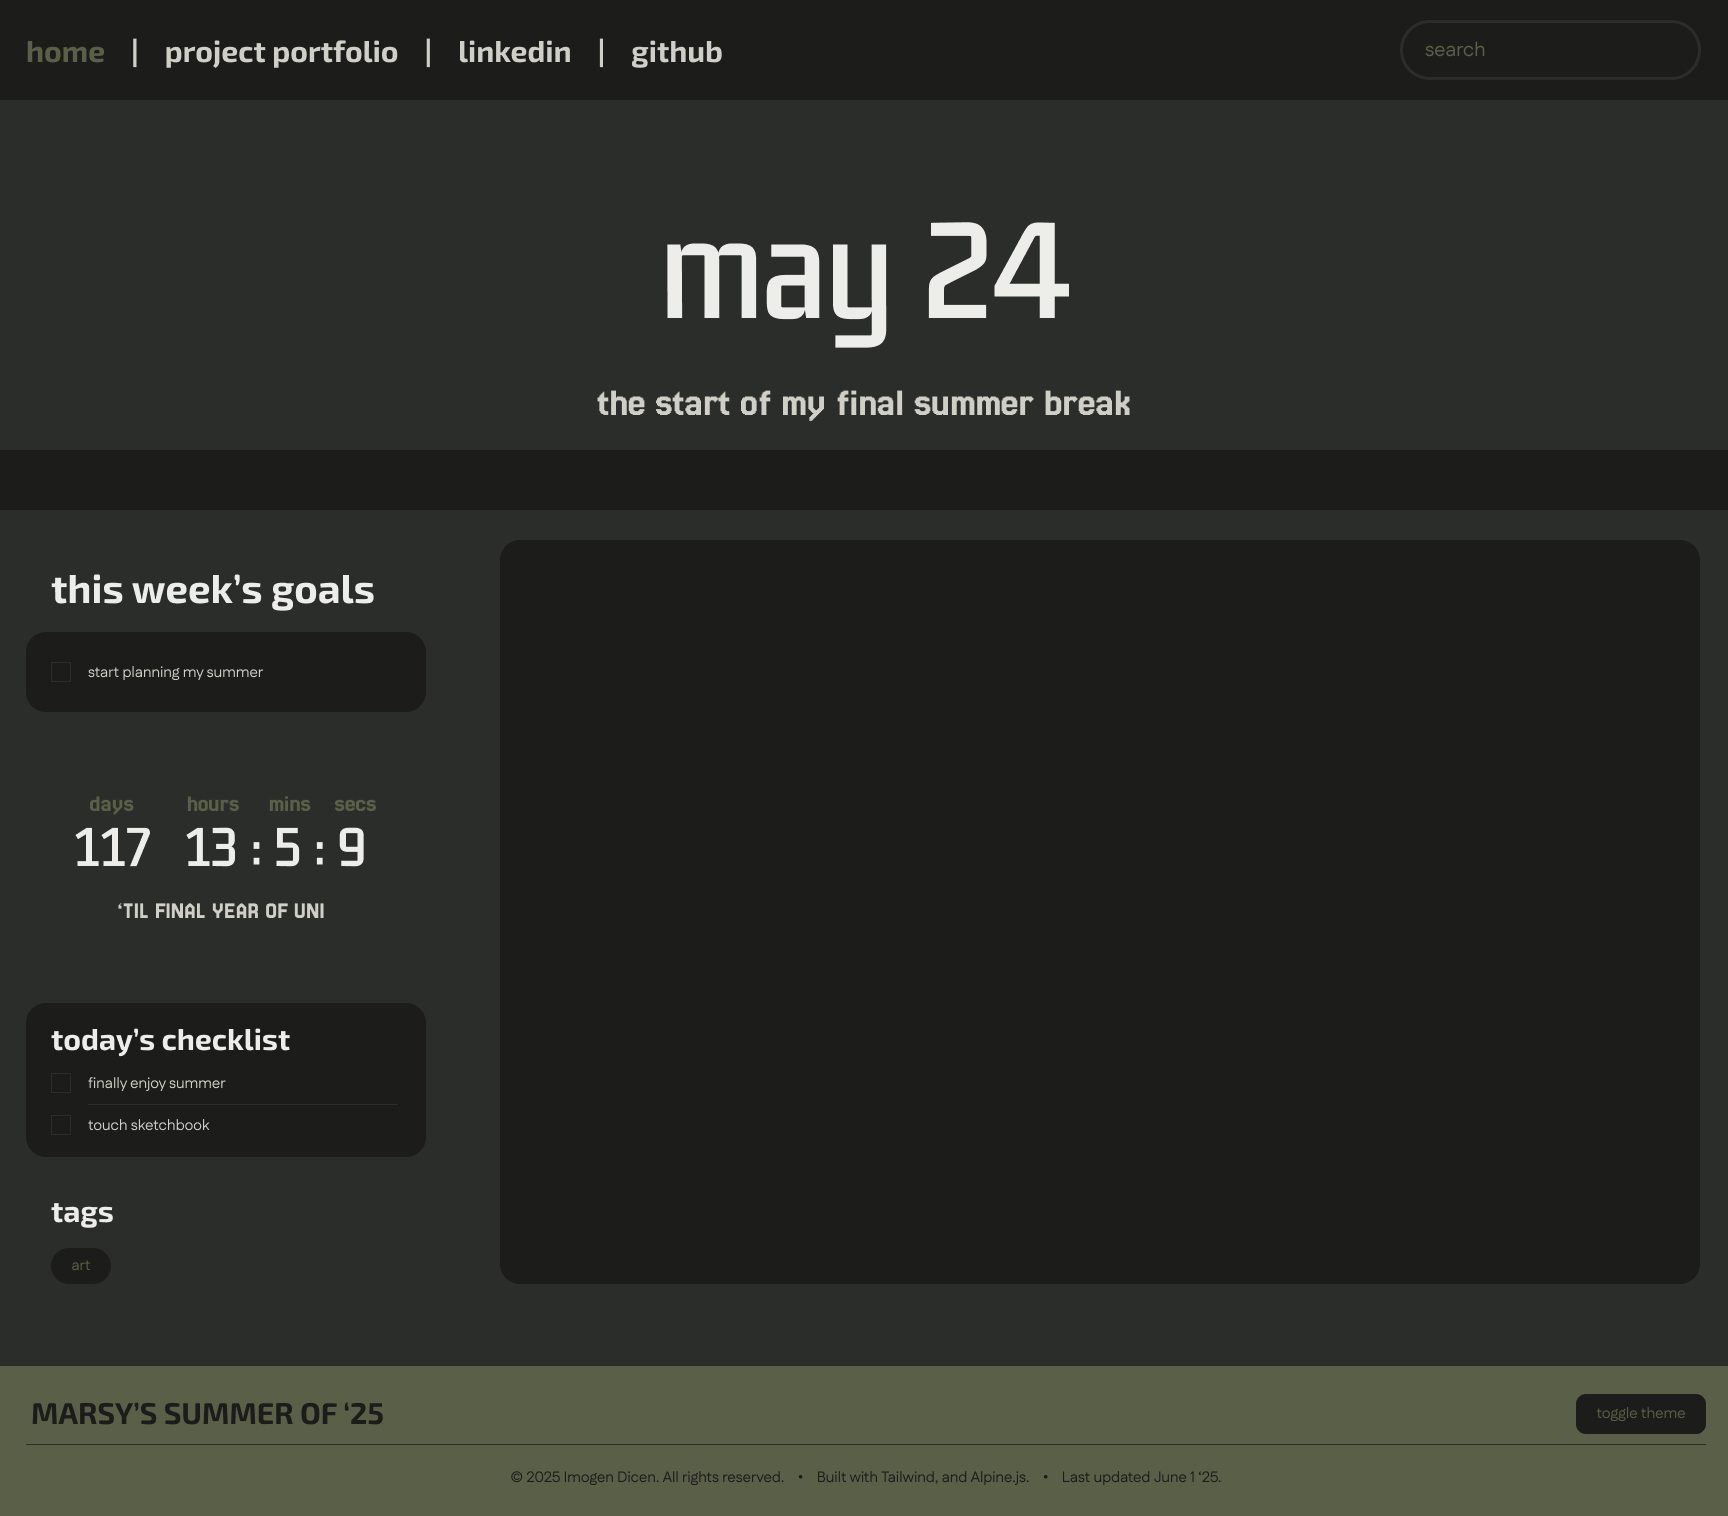 home | project portfolio | linkedin | github
search
may 24
the start of my final summer break
this week’s goals
start planning my summer
days hours mins secs
117 13 : 5 : 9
‘TIL FINAL YEAR OF UNI
today’s checklist
finally enjoy summer
touch sketchbook
tags
art
MARSY’S SUMMER OF ‘25
toggle theme
© 2025 Imogen Dicen. All rights reserved. • Built with Tailwind, and Alpine.js. • Last updated June 1 ‘25.